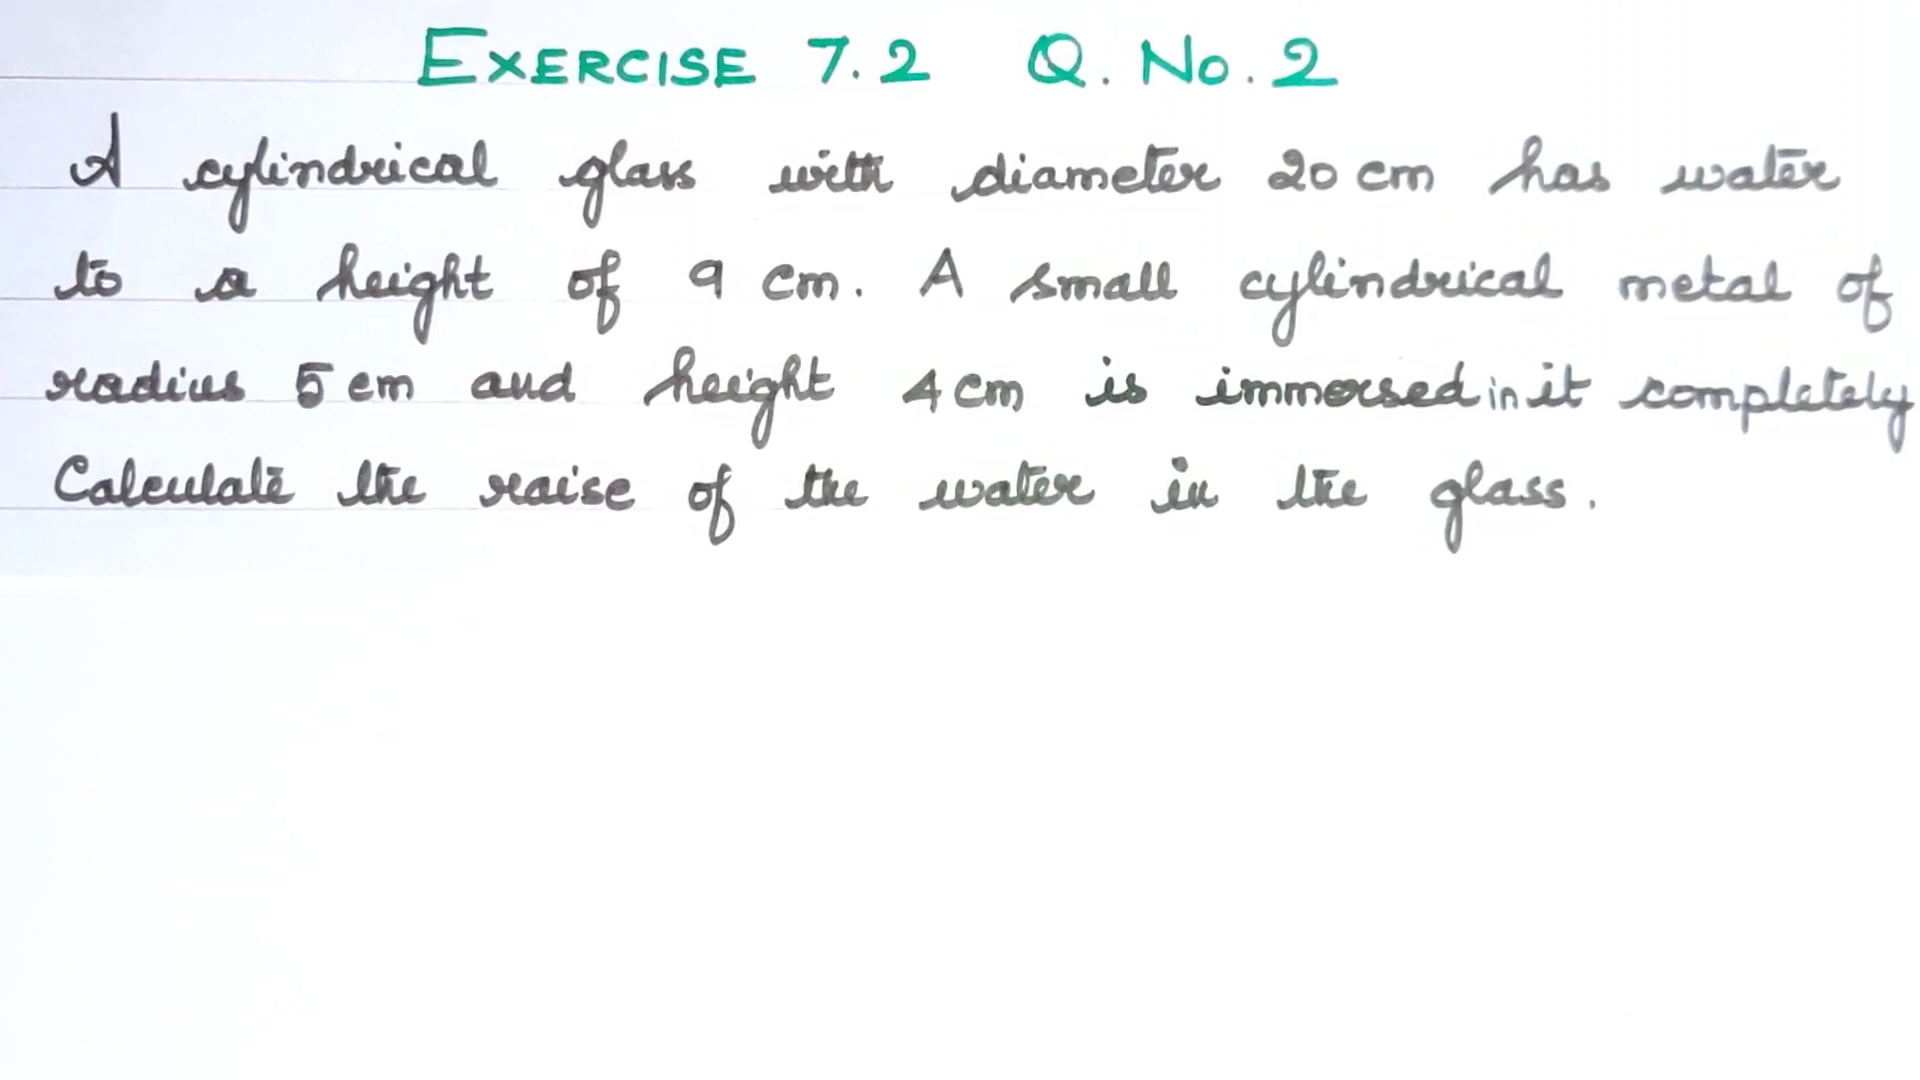 EXERCISE 7.2 Q. No. 2
A cylindrical glass with diameter 20 cm has water
to a height of 9 cm. A small cylindrical metal of
radius 5 cm and height 4 cm is immersed in it completely
Calculate the raise of the water in the glass.